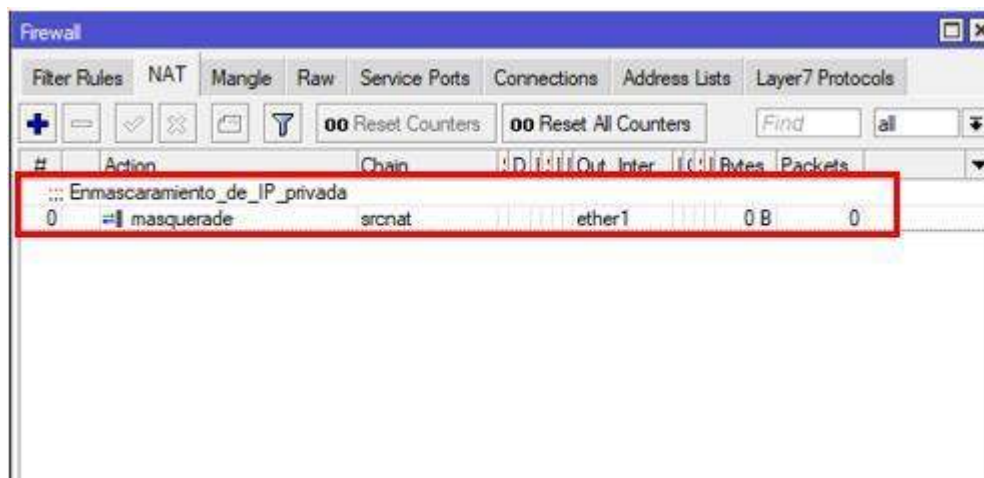 Firewall
Filter Rules NAT Mangle Raw Service Ports Connections Address Lists Layer7 Protocols
00 Reset Counters 00 Reset All Counters Find all
# Action Chain Out. Inter Bytes Packets
;;; Enmascaramiento_de_IP_privada
0 masquerade srcnat ether1 0 B 0